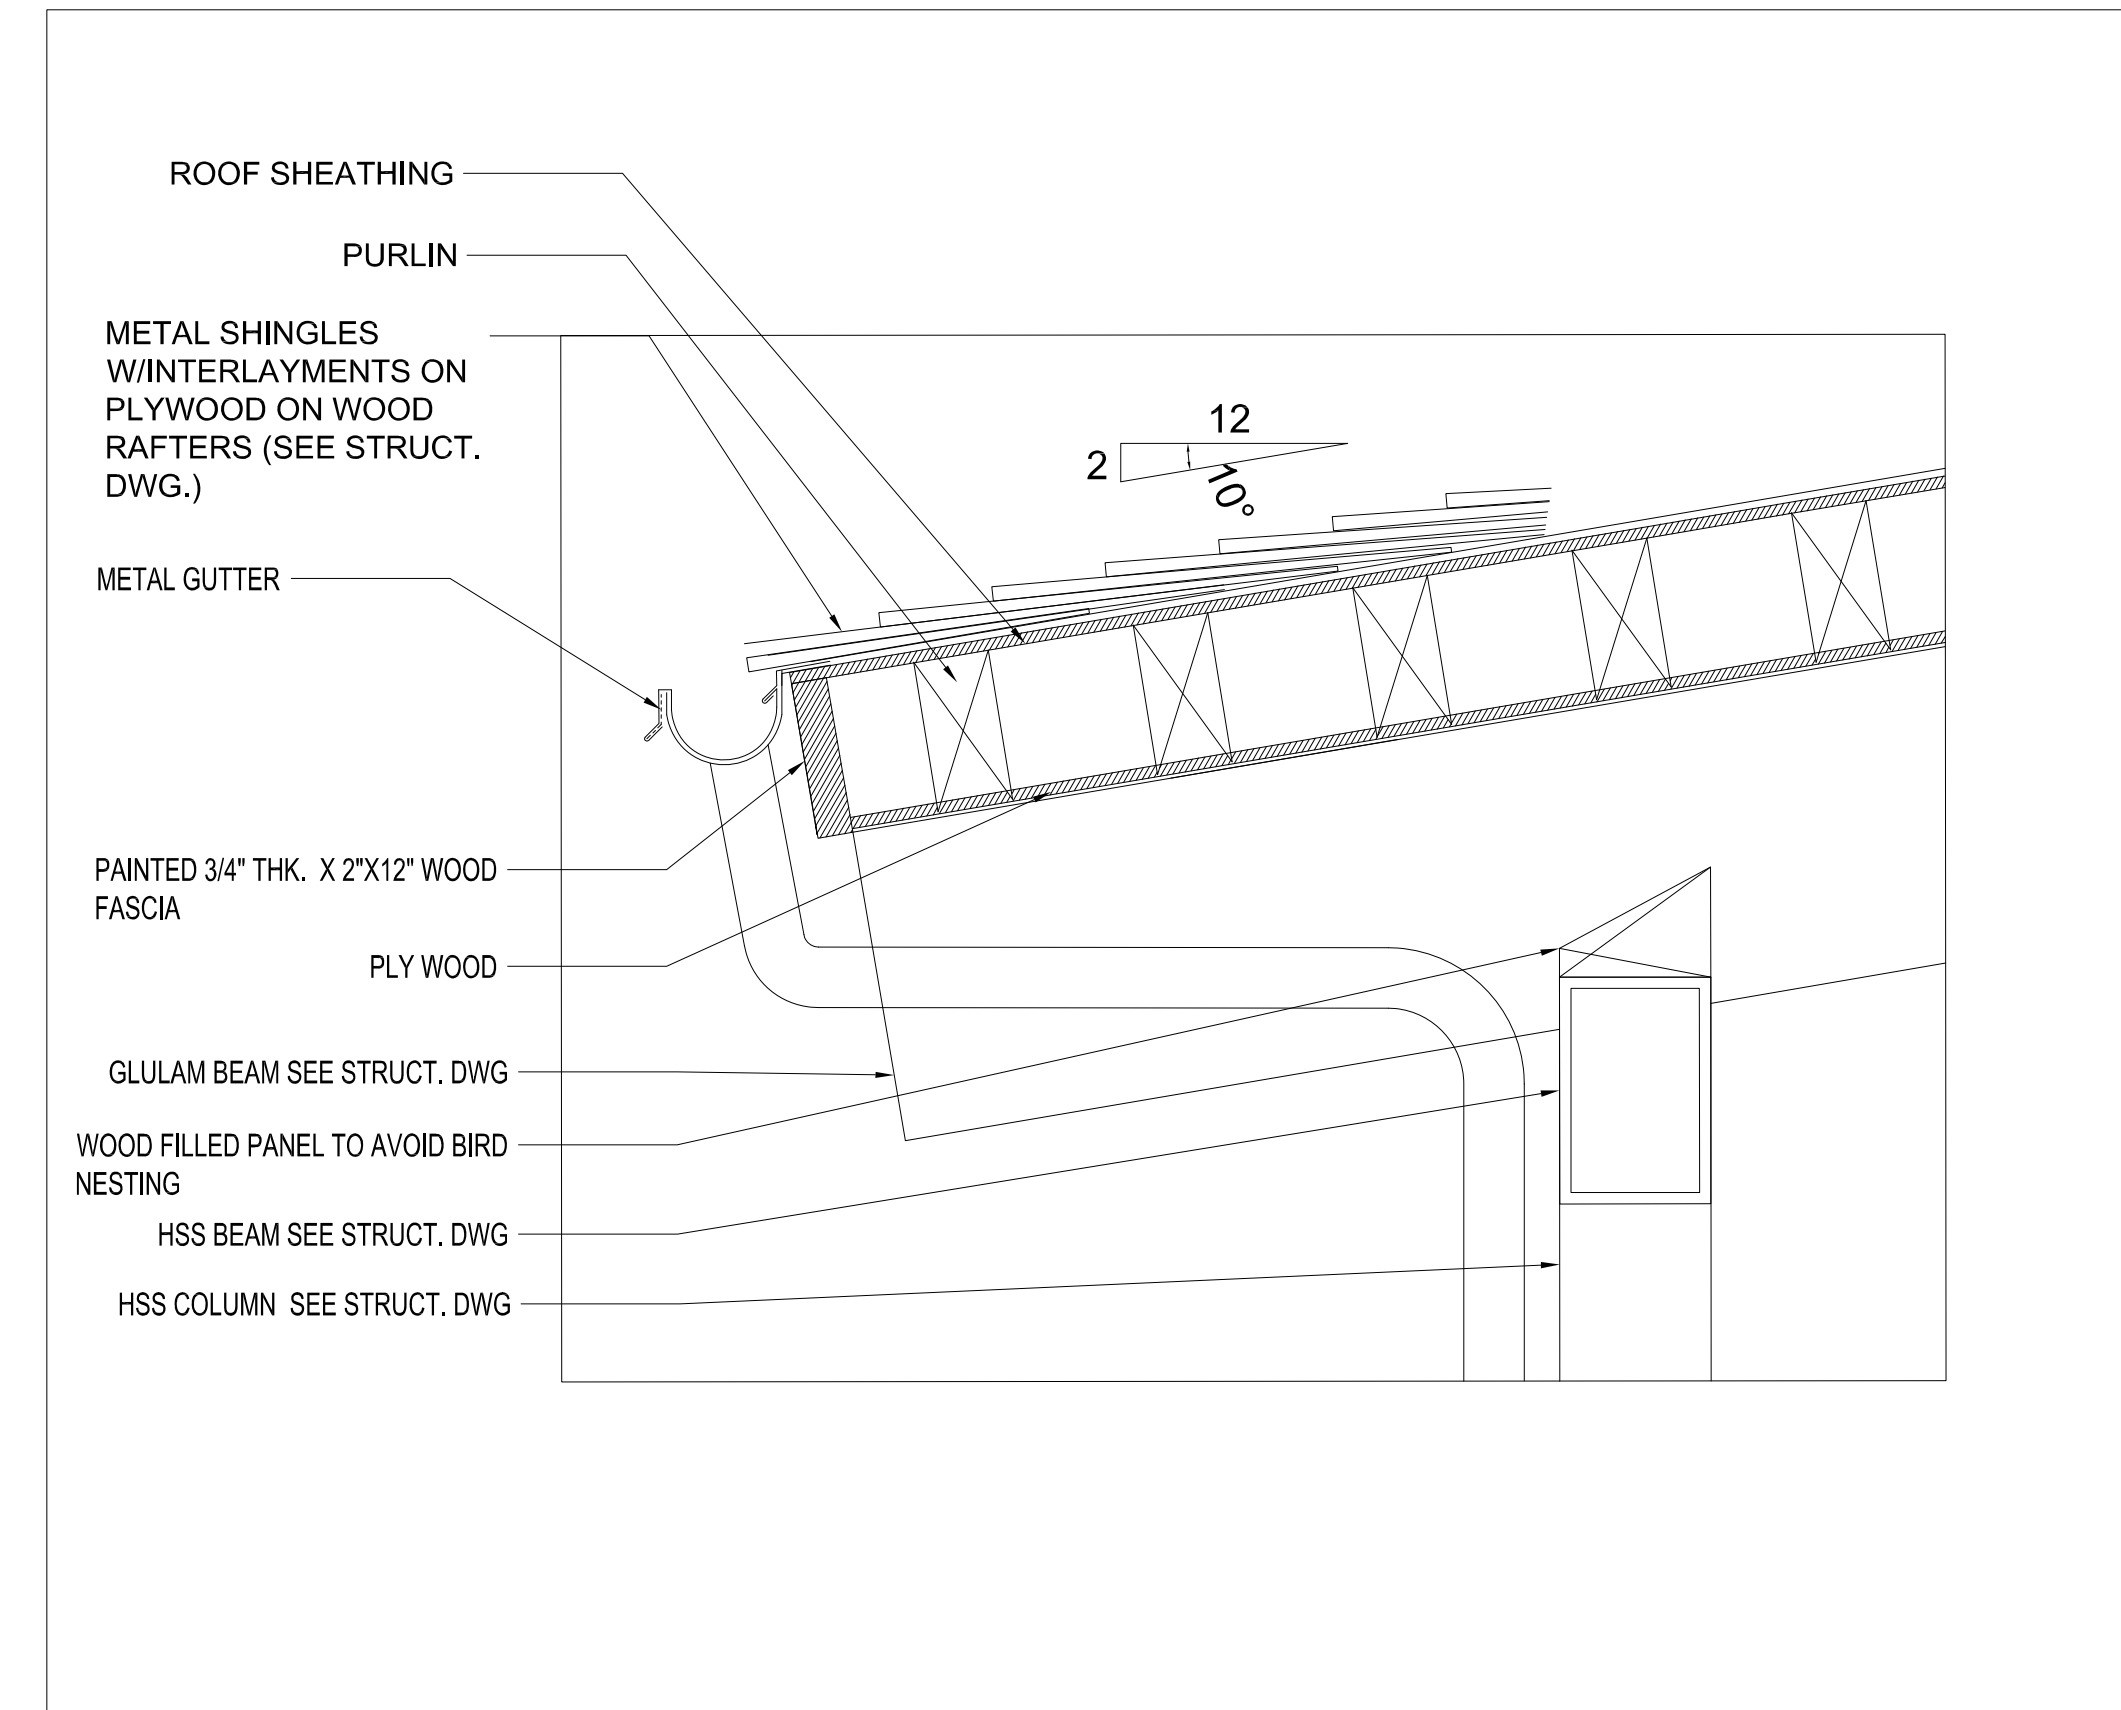 ROOF SHEATHING
PURLIN
METAL SHINGLES
W/INTERLAYMENTS ON
PLYWOOD ON WOOD
RAFTERS (SEE STRUCT.
DWG.)
12
2
10°
METAL GUTTER
PAINTED 3/4" THK. X 2"X12" WOOD
FASCIA
PLY WOOD
GLULAM BEAM SEE STRUCT. DWG
WOOD FILLED PANEL TO AVOID BIRD
NESTING
HSS BEAM SEE STRUCT. DWG
HSS COLUMN SEE STRUCT. DWG